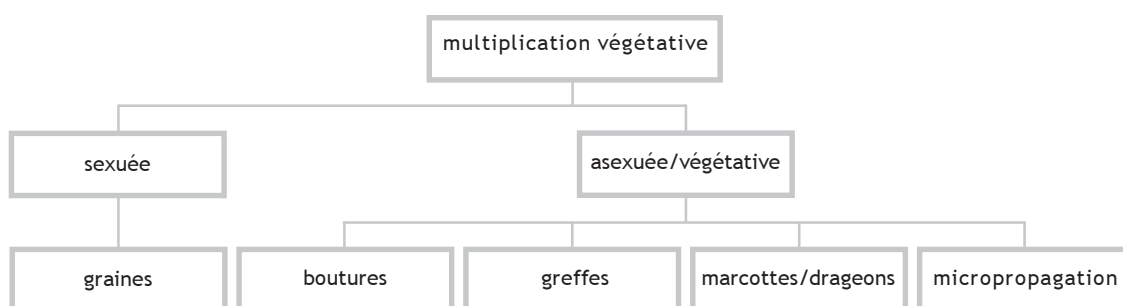 multiplication végétative
sexuée
asexuée/végétative
graines
boutures
greffes
marcottes/drageons
micropropagation